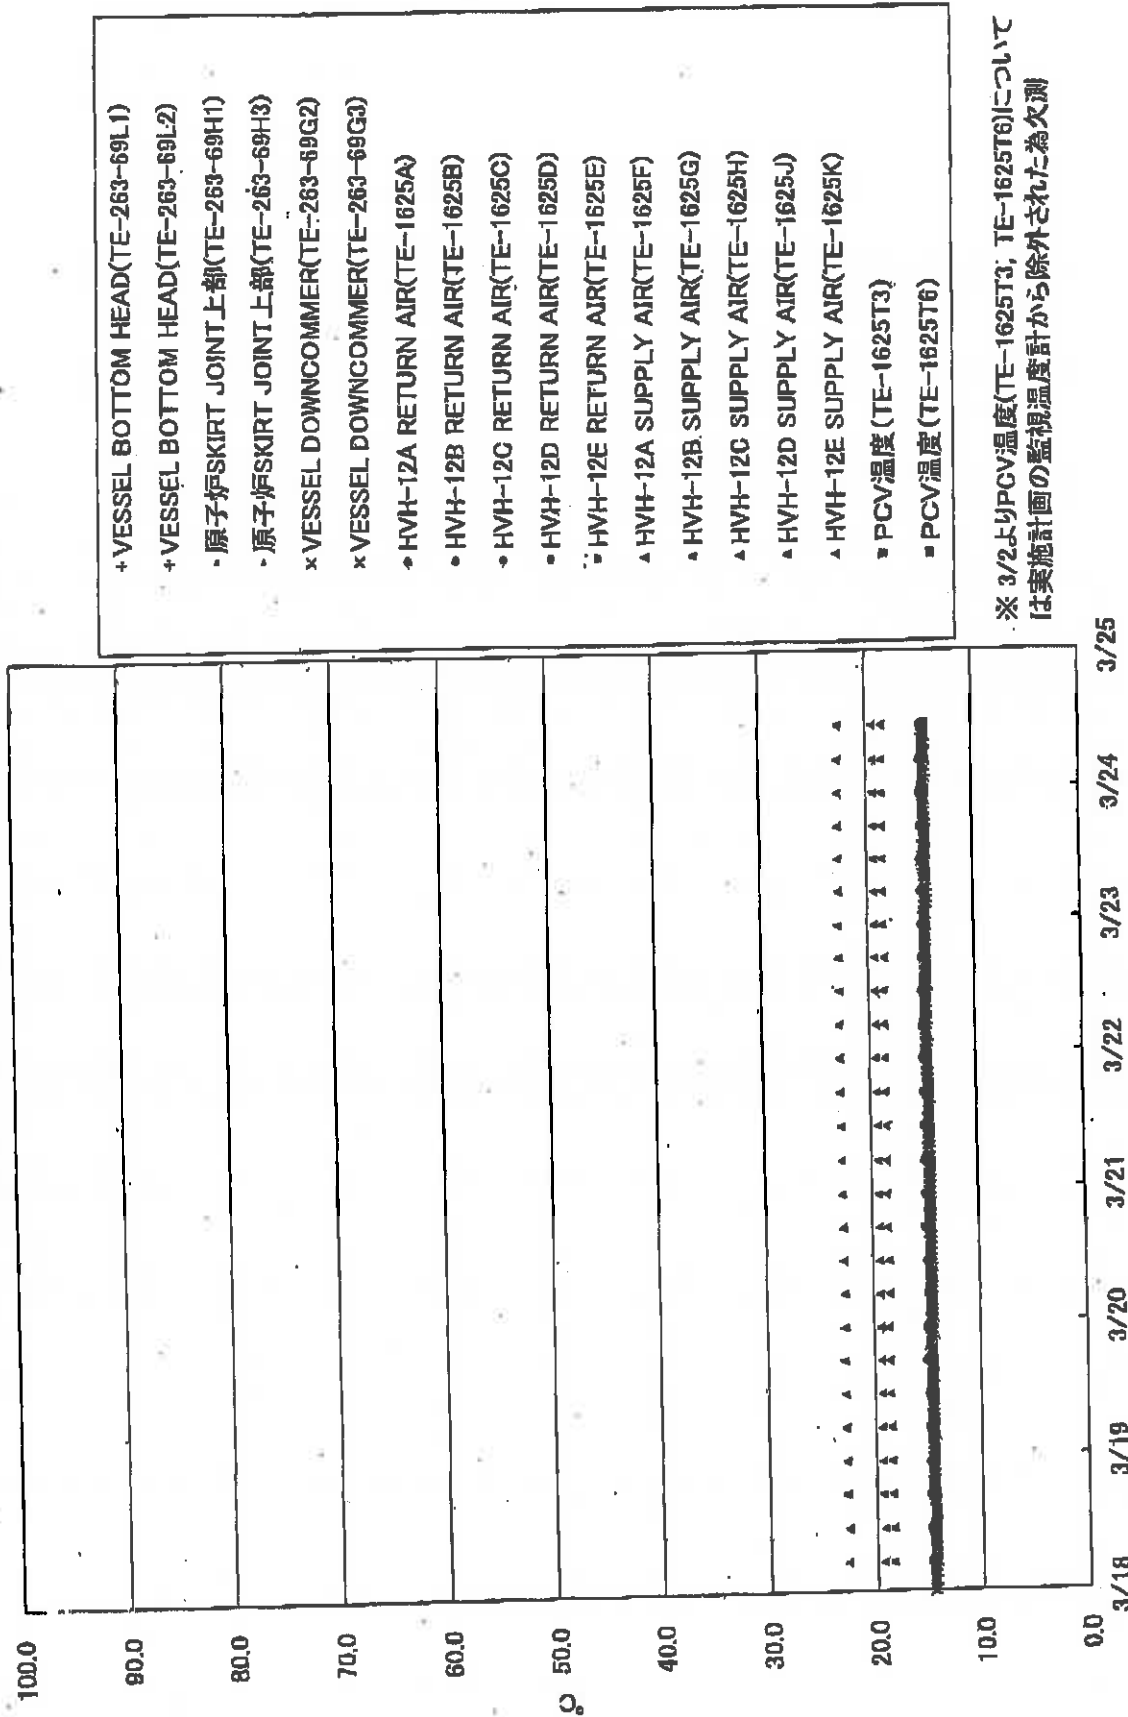 100.0
90.0
80.0
70.0
60.0
50.0
40.0
30.0
20.0
10.0
0.0
℃
3/18
3/19
3/20
3/21
3/22
3/23
3/24
3/25
+VESSEL BOTTOM HEAD(TE-263-69L1)
+VESSEL BOTTOM HEAD(TE-263-69L2)
-原子炉SKIRT JOINT上部(TE-263-69H1)
-原子炉SKIRT JOINT上部(TE-263-69H3)
×VESSEL DOWNCOMMER(TE-263-69G2)
×VESSEL DOWNCOMMER(TE-263-69G3)
HVH-12A RETURN AIR(TE-1625A)
HVH-12B RETURN AIR(TE-1625B)
HVH-12C RETURN AIR(TE-1625C)
HVH-12D RETURN AIR(TE-1625D)
HVH-12E RETURN AIR(TE-1625E)
▲HVH-12A SUPPLY AIR(TE-1625F)
▲HVH-12B SUPPLY AIR(TE-1625G)
▲HVH-12C SUPPLY AIR(TE-1625H)
▲HVH-12D SUPPLY AIR(TE-1625J)
▲HVH-12E SUPPLY AIR(TE-1625K)
■PCV温度(TE-1625T3)
■PCV温度(TE-1625T6)
※ 3/2よりPCV温度(TE-1625T3, TE-1625T6)について
は実施計画の監視温度計から除外された為欠測